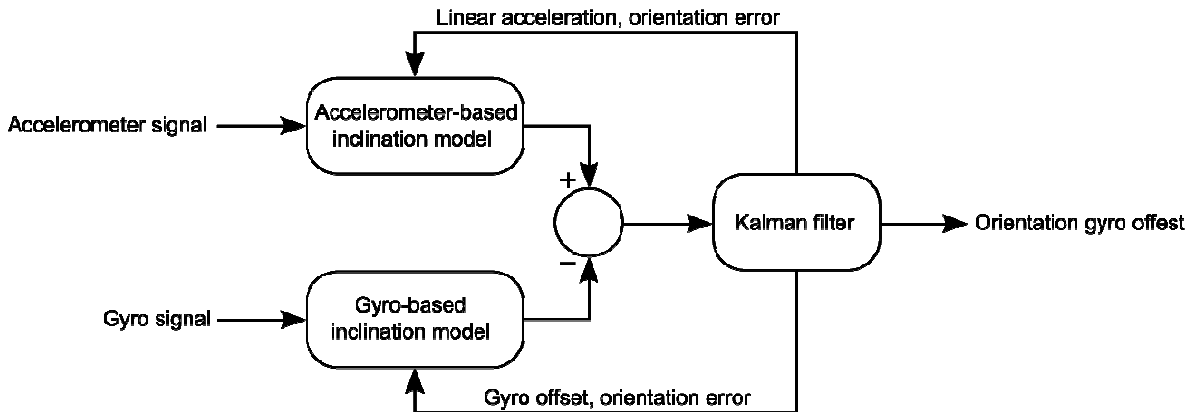 Linear acceleration, orientation error
Accelerometer signal
Accelerometer-based
inclination model
+
−
Kalman filter
Orientation gyro offest
Gyro signal
Gyro-based
inclination model
Gyro offset, orientation error